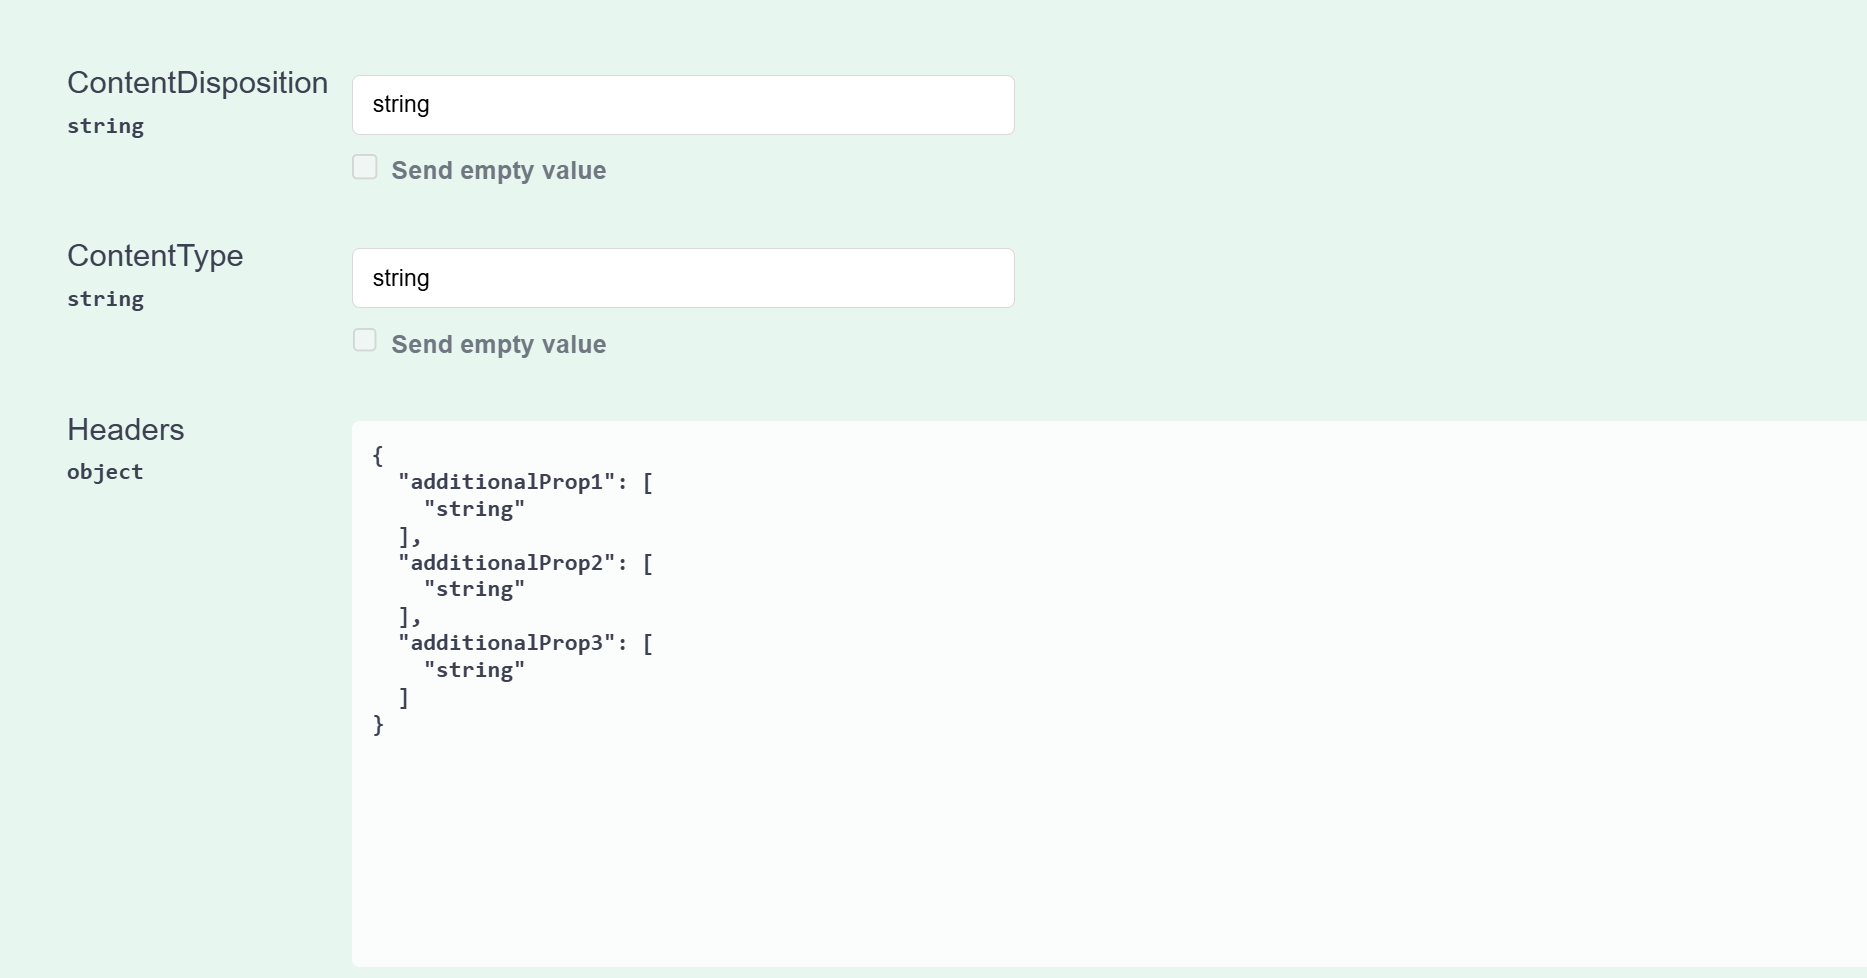 ContentDisposition
string
string
Send empty value
ContentType
string
string
Send empty value
Headers
object
{
  "additionalProp1": [
    "string"
  ],
  "additionalProp2": [
    "string"
  ],
  "additionalProp3": [
    "string"
  ]
}